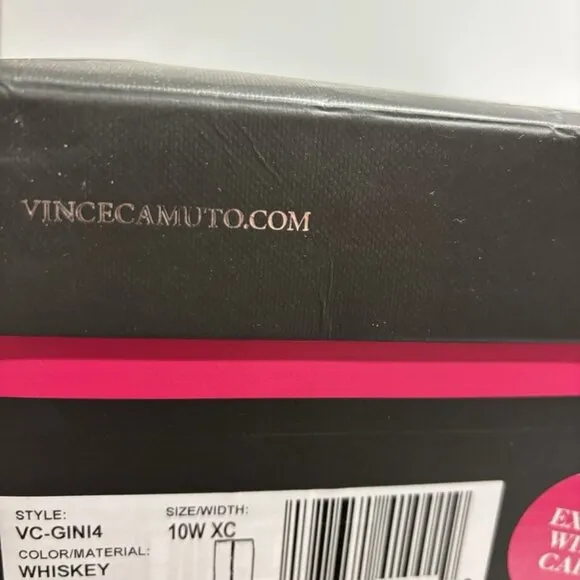 VINCECAMUTO.COM
STYLE: SIZE/WIDTH:
VC-GINI4 10W XC
COLOR/MATERIAL:
WHISKEY